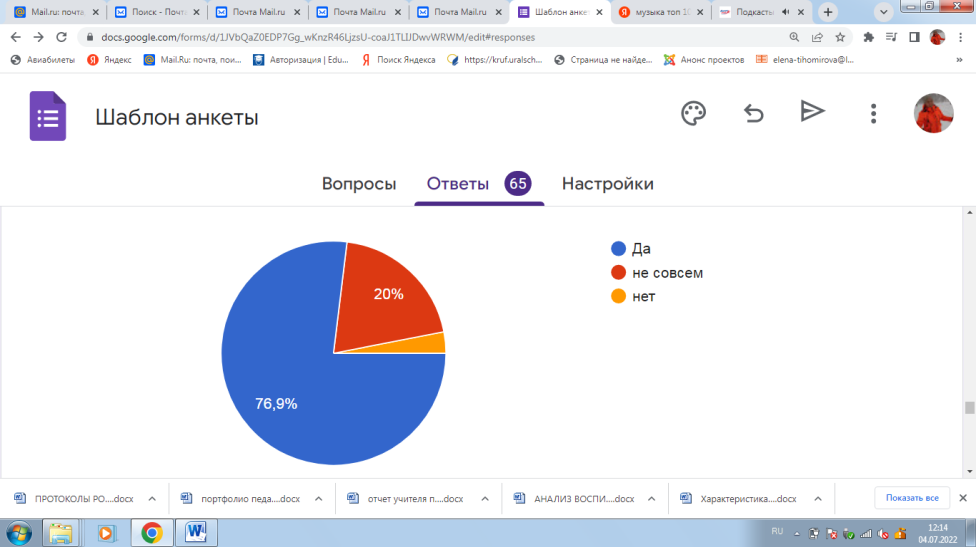 Mail.ru: почта
Поиск - Почт
Почта Mail.ru
Почта Mail.ru
Почта Mail.ru
Шаблон анке
музыка топ 10
Подкасты
docs.google.com/forms/d/1JVbQaZ0EDP7Gg_wKnzR46LjzsU-coaJ1TLIJDwvWRWM/edit#responses
Авиабилеты
Яндекс
Mail.Ru: почта, пои...
Авторизация | Edu...
Поиск Яндекса
https://kruf.uralsch...
Страница не найде...
Анонс проектов
elena-tihomirova@l...
Шаблон анкеты
Вопросы
Ответы 65
Настройки
Да
не совсем
нет
20%
76,9%
ПРОТОКОЛЫ РО....docx
портфолио педа....docx
отчет учителя п....docx
АНАЛИЗ ВОСПИ....docx
Характеристика....docx
Показать все
RU
12:14
04.07.2022